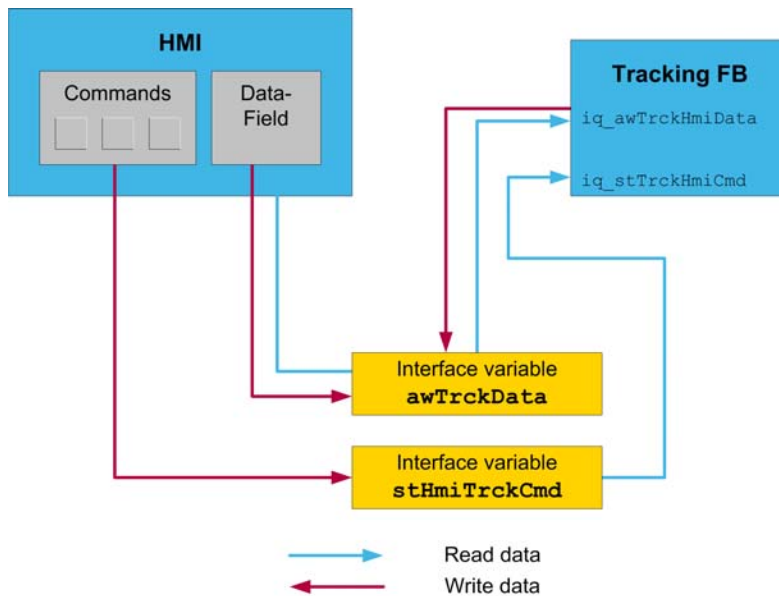 HMI
Commands
Data-
Field
Tracking FB
iq_awTrckHmiData
iq_stTrckHmiCmd
Interface variable
awTrckData
Interface variable
stHmiTrckCmd
Read data
Write data